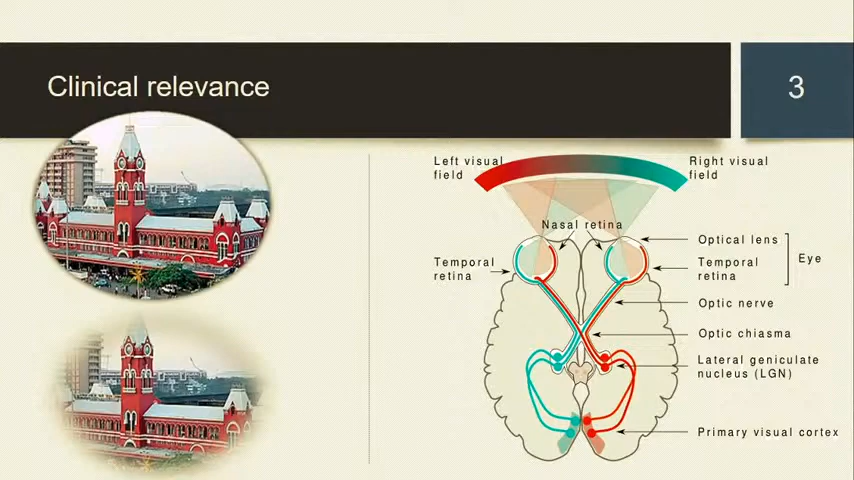 Clinical relevance
3
Left visual
field
Right visual
field
Nasal retina
Temporal
retina
Optical lens
Temporal
retina
Eye
Optic nerve
Optic chiasma
Lateral geniculate
nucleus (LGN)
Primary visual cortex